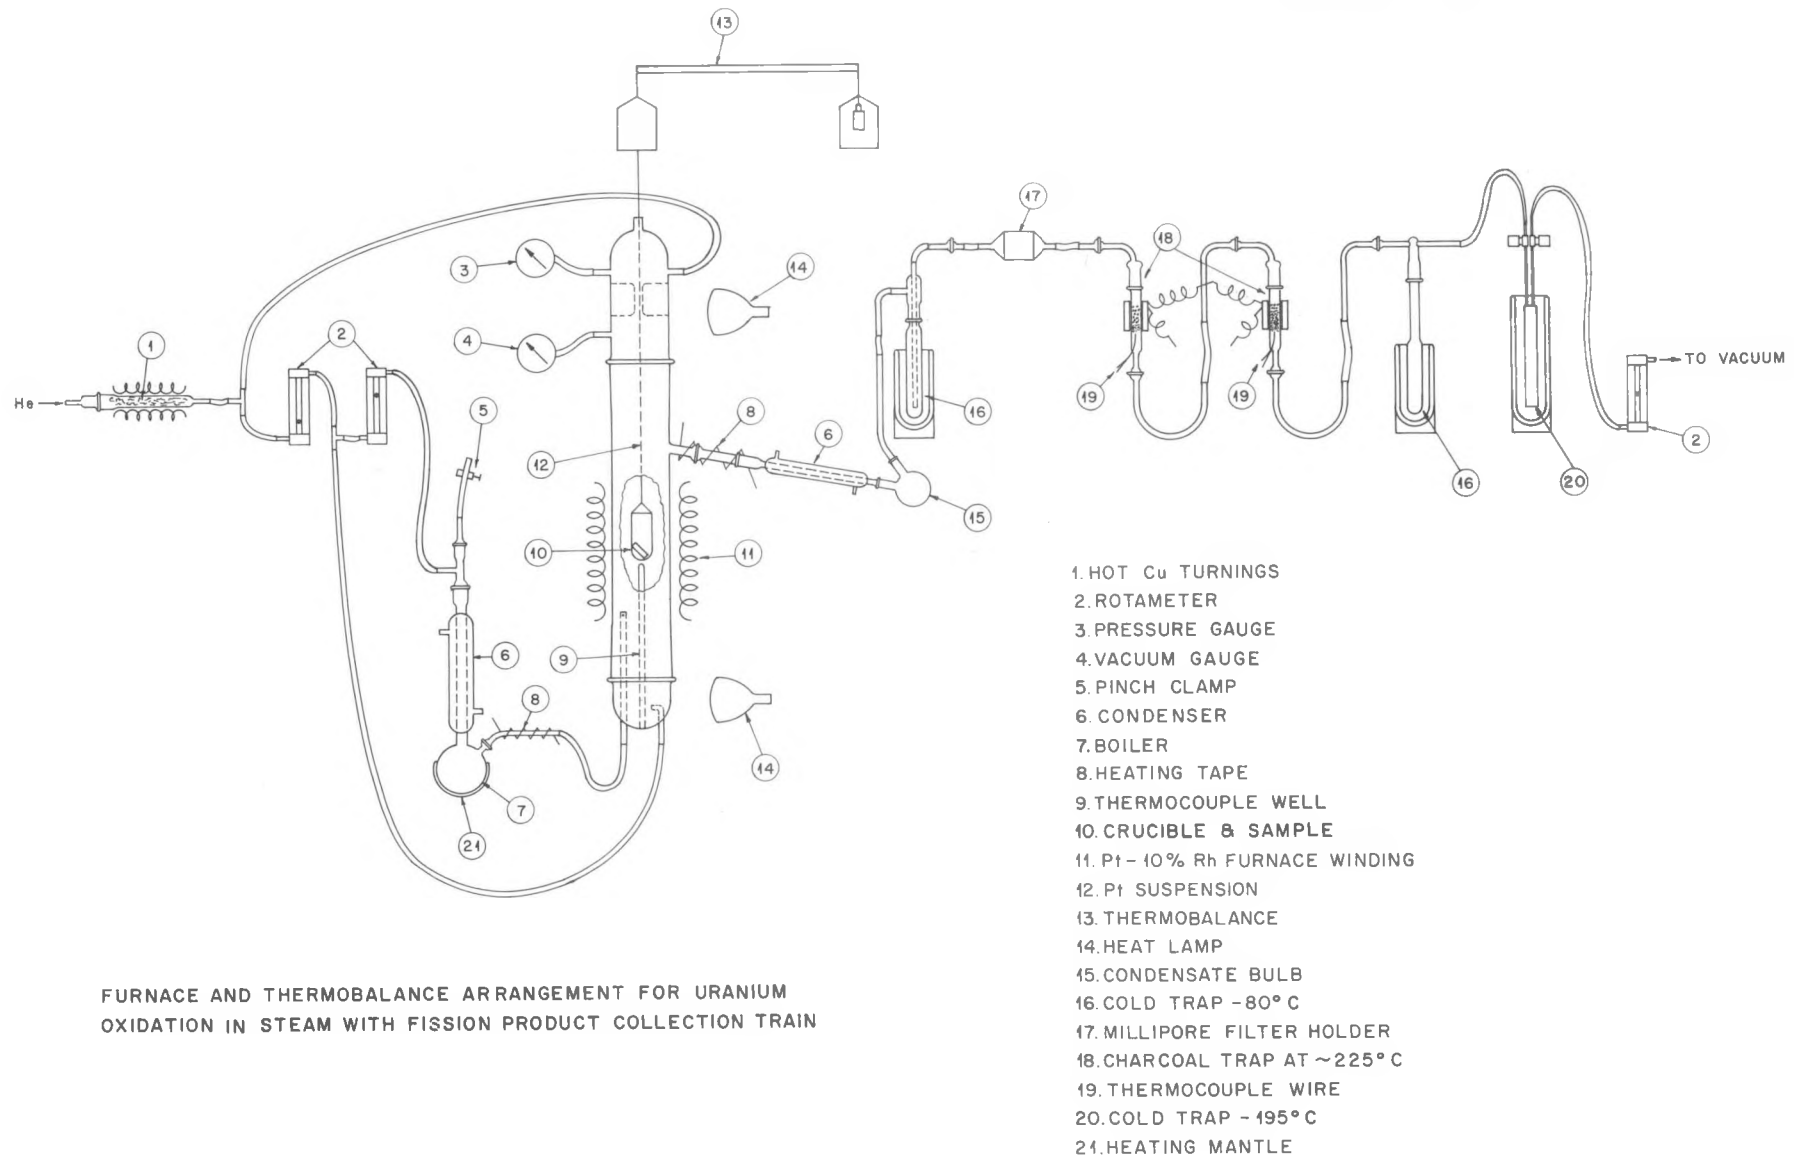 13
17
18
3
14
4
1
2
He
TO VACUUM
19
19
16
5
8
6
2
12
16
20
15
10
11
6
9
8
14
7
21
1. HOT Cu TURNINGS
2. ROTAMETER
3. PRESSURE GAUGE
4. VACUUM GAUGE
5. PINCH CLAMP
6. CONDENSER
7. BOILER
8. HEATING TAPE
9. THERMOCOUPLE WELL
10. CRUCIBLE & SAMPLE
11. Pt - 10% Rh FURNACE WINDING
12. Pt SUSPENSION
13. THERMOBALANCE
14. HEAT LAMP
15. CONDENSATE BULB
16. COLD TRAP -80° C
17. MILLIPORE FILTER HOLDER
18. CHARCOAL TRAP AT ~225° C
19. THERMOCOUPLE WIRE
20. COLD TRAP - 195° C
21. HEATING MANTLE
FURNACE AND THERMOBALANCE ARRANGEMENT FOR URANIUM
OXIDATION IN STEAM WITH FISSION PRODUCT COLLECTION TRAIN